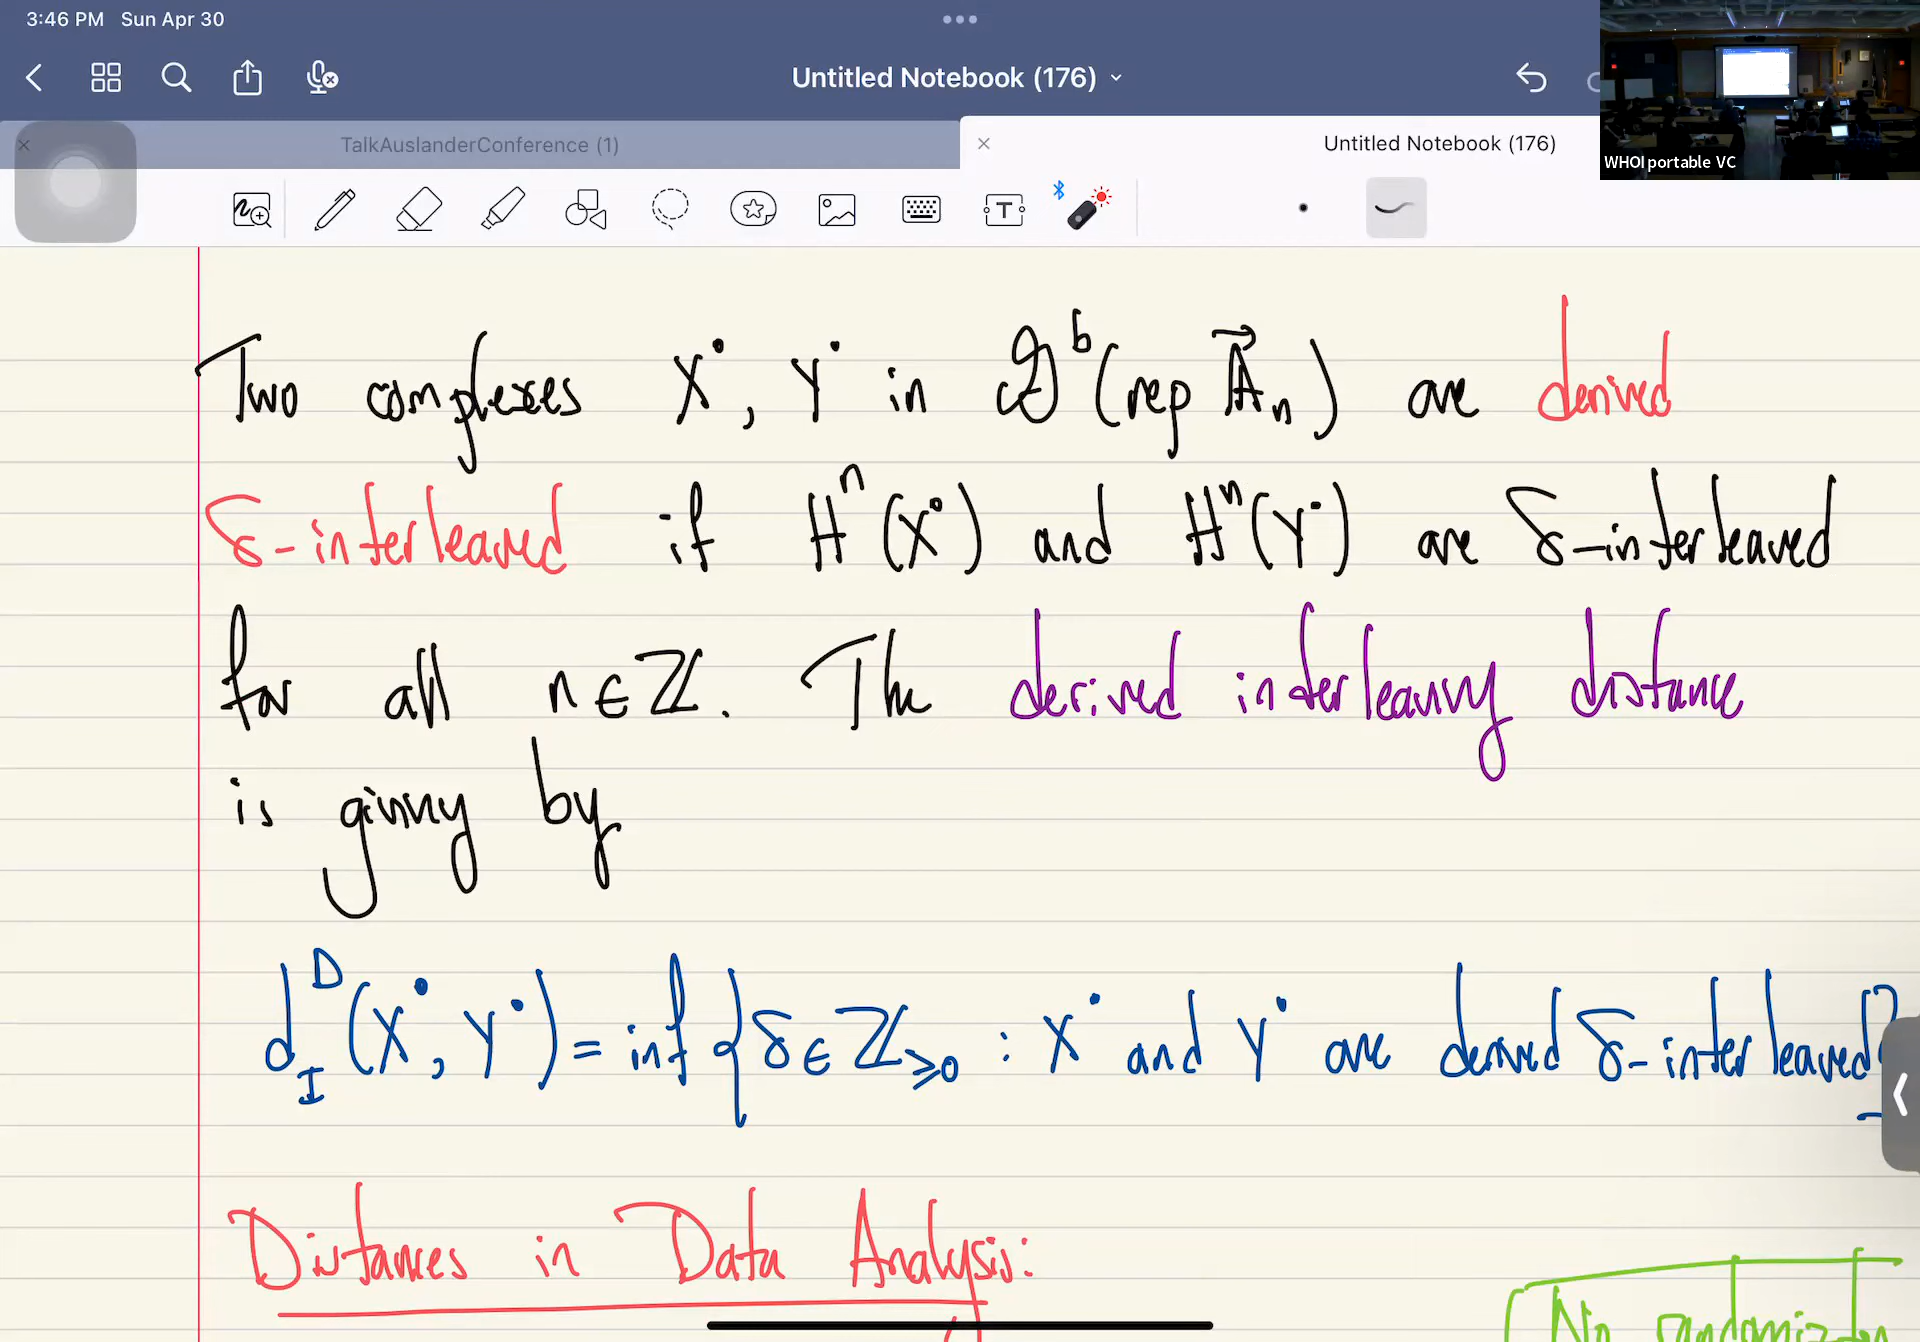 3:46 PM Sun Apr 30
Untitled Notebook (176)
TalkAuslanderConference (1)
Untitled Notebook (176)
WHOI portable VC
Two complexes X•, Y• in 𝒟ᵇ(rep A⃗ₙ) are derived
δ-interleaved if Hⁿ(X•) and Hⁿ(Y•) are δ-interleaved
for all n ∈ ℤ. The derived interleaving distance
is giving by
d_I^D (X•, Y•) = inf { δ ∈ ℤ≥0 : X• and Y• are derived δ-interleaved }
Distances in Data Analysis:
No